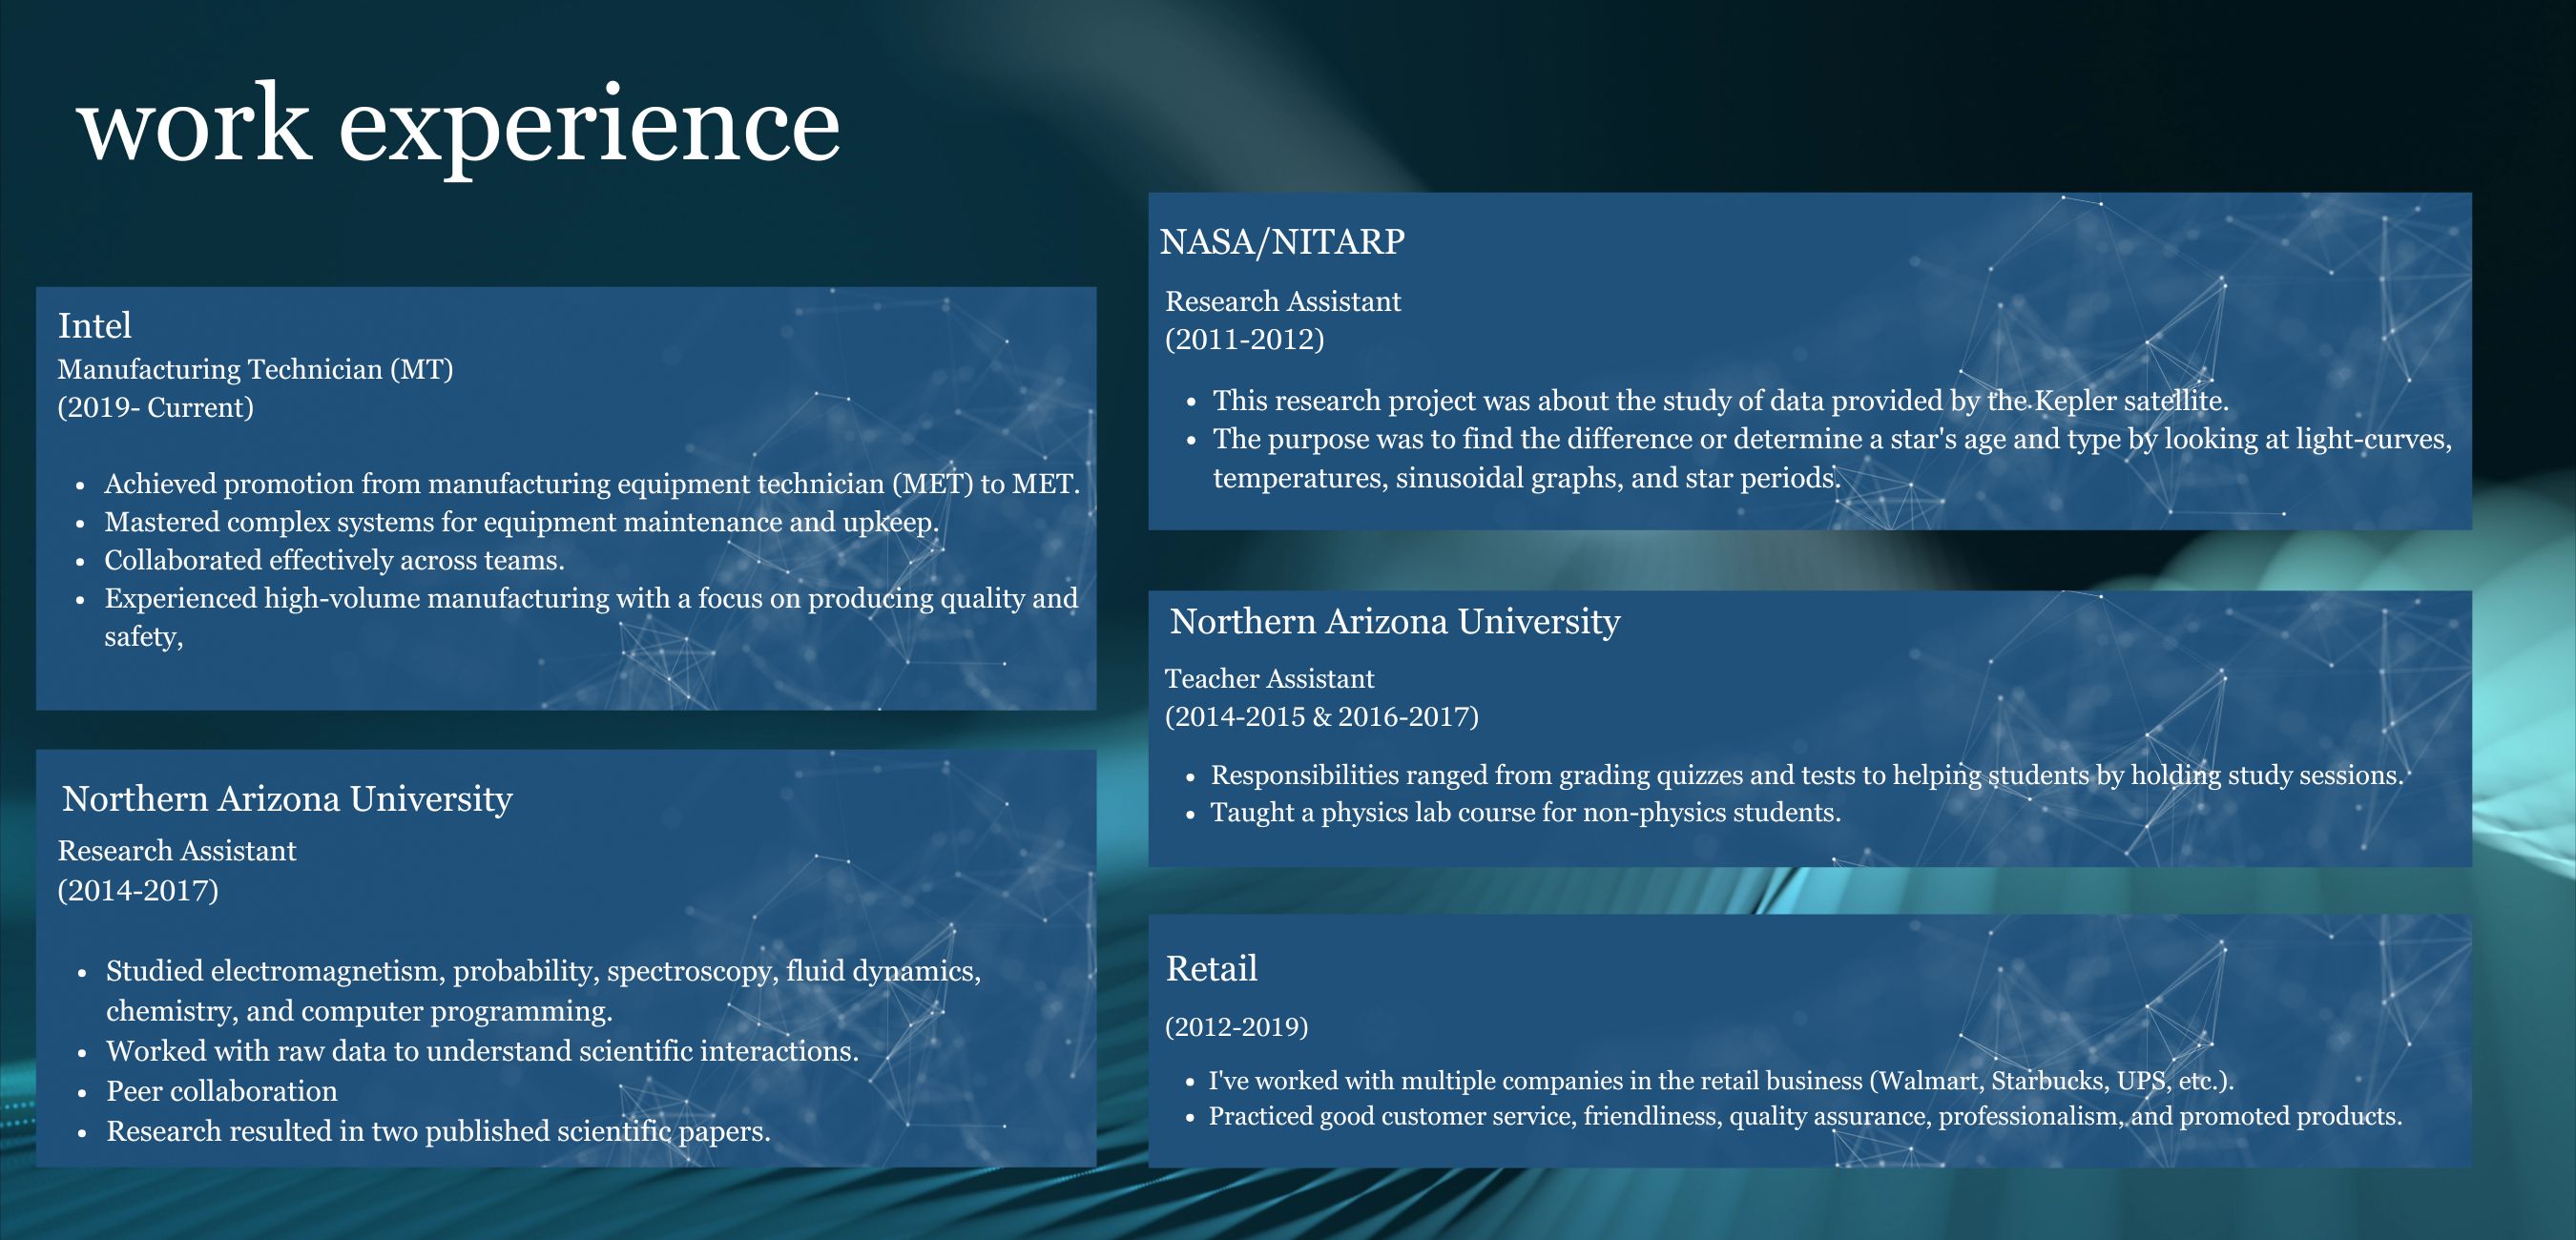 work experience
Intel
Manufacturing Technician (MT)
(2019- Current)
• Achieved promotion from manufacturing equipment technician (MET) to MET.
• Mastered complex systems for equipment maintenance and upkeep.
• Collaborated effectively across teams.
• Experienced high-volume manufacturing with a focus on producing quality and
safety,
Northern Arizona University
Research Assistant
(2014-2017)
• Studied electromagnetism, probability, spectroscopy, fluid dynamics,
chemistry, and computer programming.
• Worked with raw data to understand scientific interactions.
• Peer collaboration
• Research resulted in two published scientific papers.
NASA/NITARP
Research Assistant
(2011-2012)
• This research project was about the study of data provided by the Kepler satellite.
• The purpose was to find the difference or determine a star's age and type by looking at light-curves,
temperatures, sinusoidal graphs, and star periods.
Northern Arizona University
Teacher Assistant
(2014-2015 & 2016-2017)
• Responsibilities ranged from grading quizzes and tests to helping students by holding study sessions.
• Taught a physics lab course for non-physics students.
Retail
(2012-2019)
• I've worked with multiple companies in the retail business (Walmart, Starbucks, UPS, etc.).
• Practiced good customer service, friendliness, quality assurance, professionalism, and promoted products.